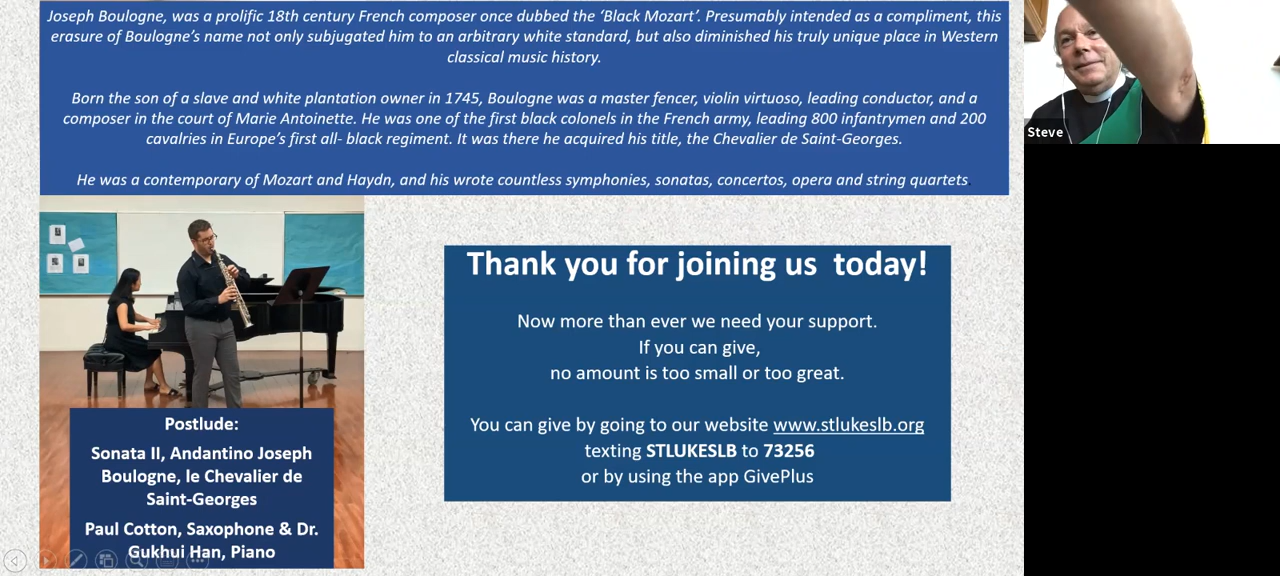 Joseph Boulogne, was a prolific 18th century French composer once dubbed the ‘Black Mozart’. Presumably intended as a compliment, this
erasure of Boulogne’s name not only subjugated him to an arbitrary white standard, but also diminished his truly unique place in Western
classical music history.
Born the son of a slave and white plantation owner in 1745, Boulogne was a master fencer, violin virtuoso, leading conductor, and a
composer in the court of Marie Antoinette. He was one of the first black colonels in the French army, leading 800 infantrymen and 200
cavalries in Europe’s first all- black regiment. It was there he acquired his title, the Chevalier de Saint-Georges.
He was a contemporary of Mozart and Haydn, and his wrote countless symphonies, sonatas, concertos, opera and string quartets.
Steve
Thank you for joining us  today!
Now more than ever we need your support.
If you can give,
no amount is too small or too great.
You can give by going to our website www.stlukeslb.org
texting STLUKESLB to 73256
or by using the app GivePlus
Postlude:
Sonata II, Andantino Joseph
Boulogne, le Chevalier de
Saint-Georges
Paul Cotton, Saxophone & Dr.
Gukhui Han, Piano